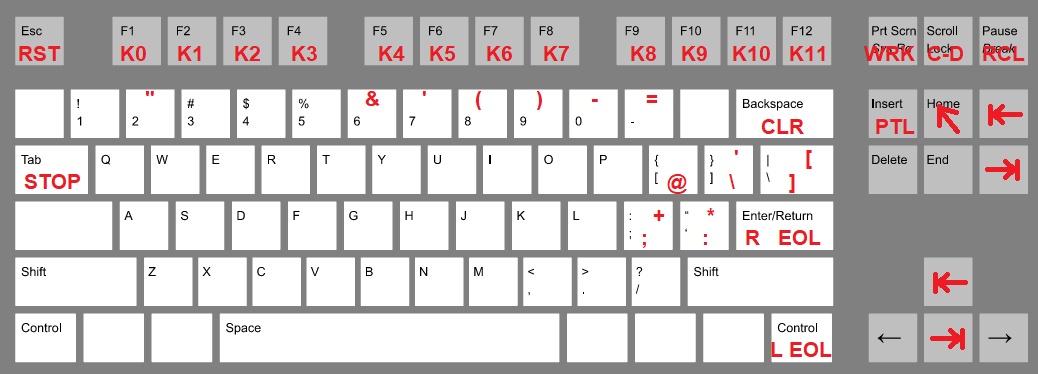 Esc F1 F2 F3 F4 F5 F6 F7 F8 F9 F10 F11 F12 Prt Scrn Scroll Pause
Sys Rq Lock Break
RST K0 K1 K2 K3 K4 K5 K6 K7 K8 K9 K10 K11 WRK C-D RCL
! " # $ % & ' ( ) - = Backspace Insert Home
1 2 3 4 5 6 7 8 9 0 - CLR PTL
Tab Q W E R T Y U I O P { } ' | [ Delete End
STOP [ @ ] \ \ ]
A S D F G H J K L : + " * Enter/Return
; ; ' : R EOL
Shift Z X C V B N M < > ? Shift
, . /
Control Space Control ← →
L EOL